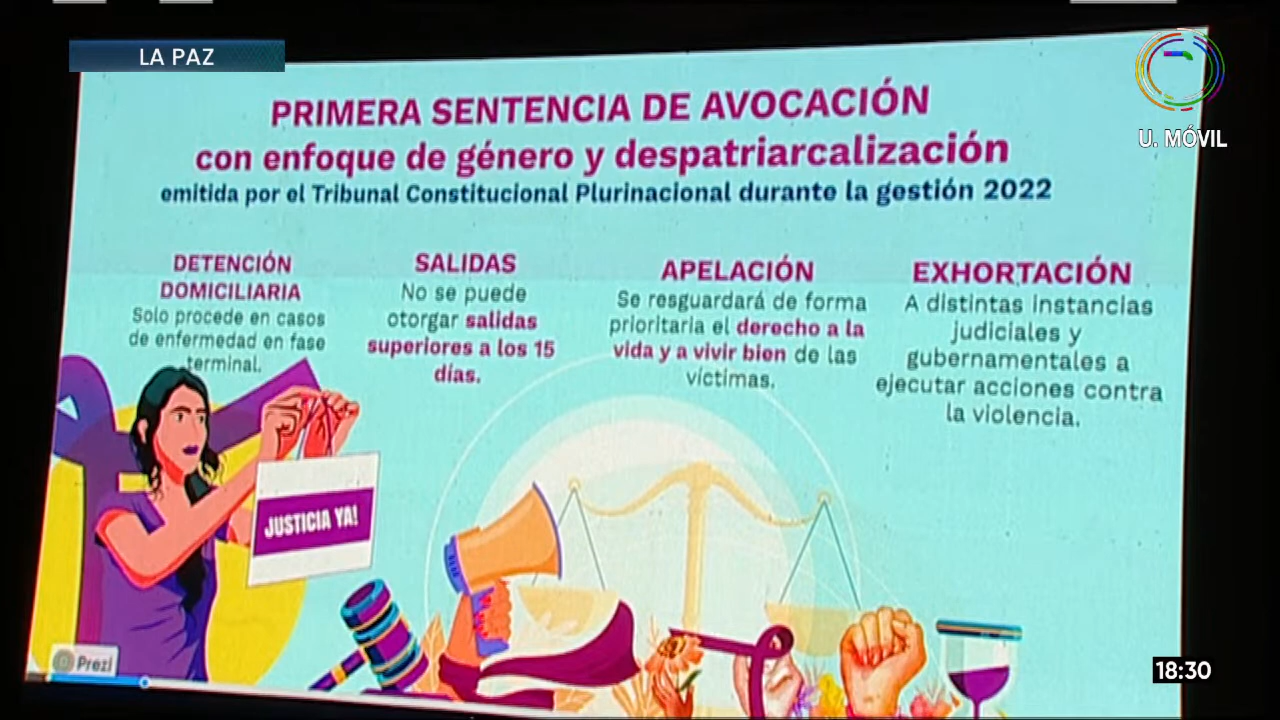 LA PAZ
U. MÓVIL
PRIMERA SENTENCIA DE AVOCACIÓN
con enfoque de género y despatriarcalización
emitida por el Tribunal Constitucional Plurinacional durante la gestión 2022
DETENCIÓN
DOMICILIARIA
Solo procede en casos
de enfermedad en fase
terminal.
SALIDAS
No se puede
otorgar salidas
superiores a los 15
días.
APELACIÓN
Se resguardará de forma
prioritaria el derecho a la
vida y a vivir bien de las
víctimas.
EXHORTACIÓN
A distintas instancias
judiciales y
gubernamentales a
ejecutar acciones contra
la violencia.
JUSTICIA YA!
Prezi
18:30